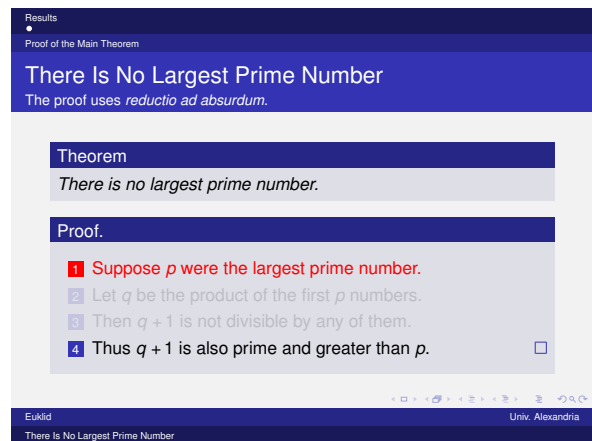 Results
Proof of the Main Theorem
There Is No Largest Prime Number
The proof uses reductio ad absurdum.
Theorem
There is no largest prime number.
Proof.
1 Suppose p were the largest prime number.
2 Let q be the product of the first p numbers.
3 Then q + 1 is not divisible by any of them.
4 Thus q + 1 is also prime and greater than p.
Euklid Univ. Alexandria
There Is No Largest Prime Number